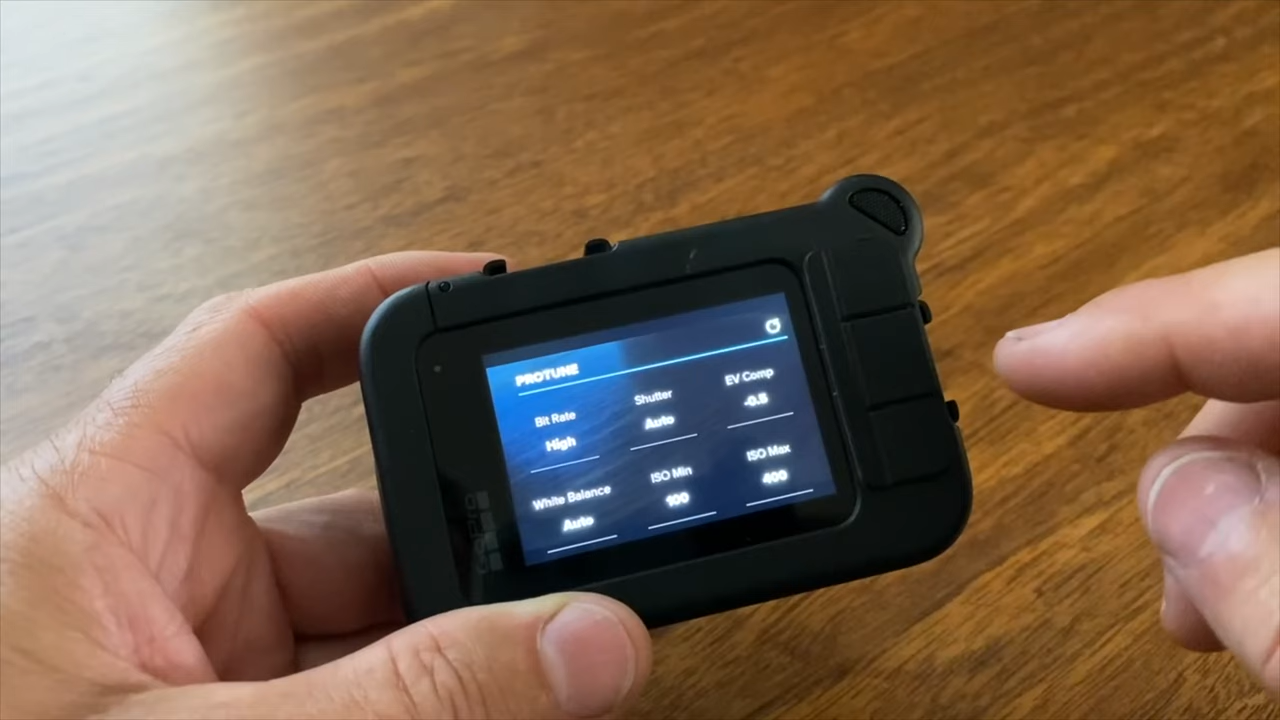 PROTUNE
Bit Rate
High
Shutter
Auto
EV Comp
-0.5
White Balance
Auto
ISO Min
100
ISO Max
400
GoPro